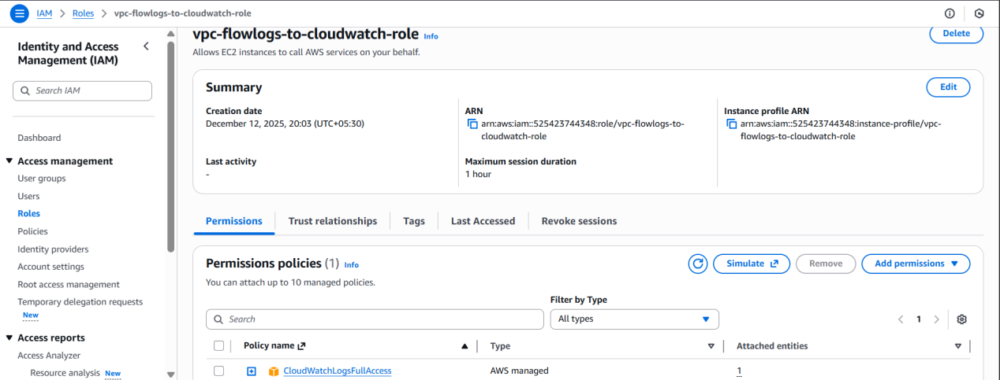 IAM > Roles > vpc-flowlogs-to-cloudwatch-role
Identity and Access
Management (IAM)
Search IAM
Dashboard
Access management
User groups
Users
Roles
Policies
Identity providers
Account settings
Root access management
Temporary delegation requests
New
Access reports
Access Analyzer
Resource analysis New
vpc-flowlogs-to-cloudwatch-role Info
Delete
Allows EC2 instances to call AWS services on your behalf.
Summary
Edit
Creation date
December 12, 2025, 20:03 (UTC+05:30)
ARN
arn:aws:iam::525423744348:role/vpc-flowlogs-to-
cloudwatch-role
Instance profile ARN
arn:aws:iam::525423744348:instance-profile/vpc-
flowlogs-to-cloudwatch-role
Last activity
-
Maximum session duration
1 hour
Permissions
Trust relationships
Tags
Last Accessed
Revoke sessions
Permissions policies (1) Info
Simulate
Remove
Add permissions
You can attach up to 10 managed policies.
Filter by Type
Search
All types
1
Policy name
Type
Attached entities
CloudWatchLogsFullAccess
AWS managed
1